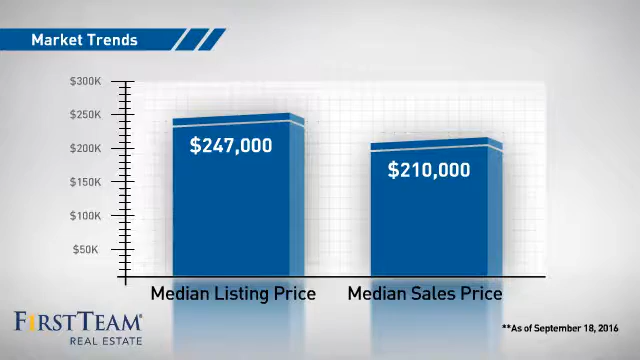 Market Trends
$300K
$250K
$200K
$150K
$100K
$50K
$247,000
$210,000
Median Listing Price
Median Sales Price
FIRSTTEAM®
REAL ESTATE
**As of September 18, 2016